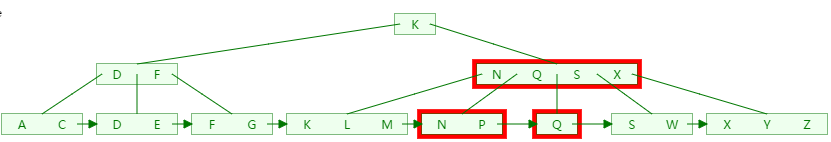 K
D F
N Q S X
A C D E F G K L M N P Q S W X Y Z